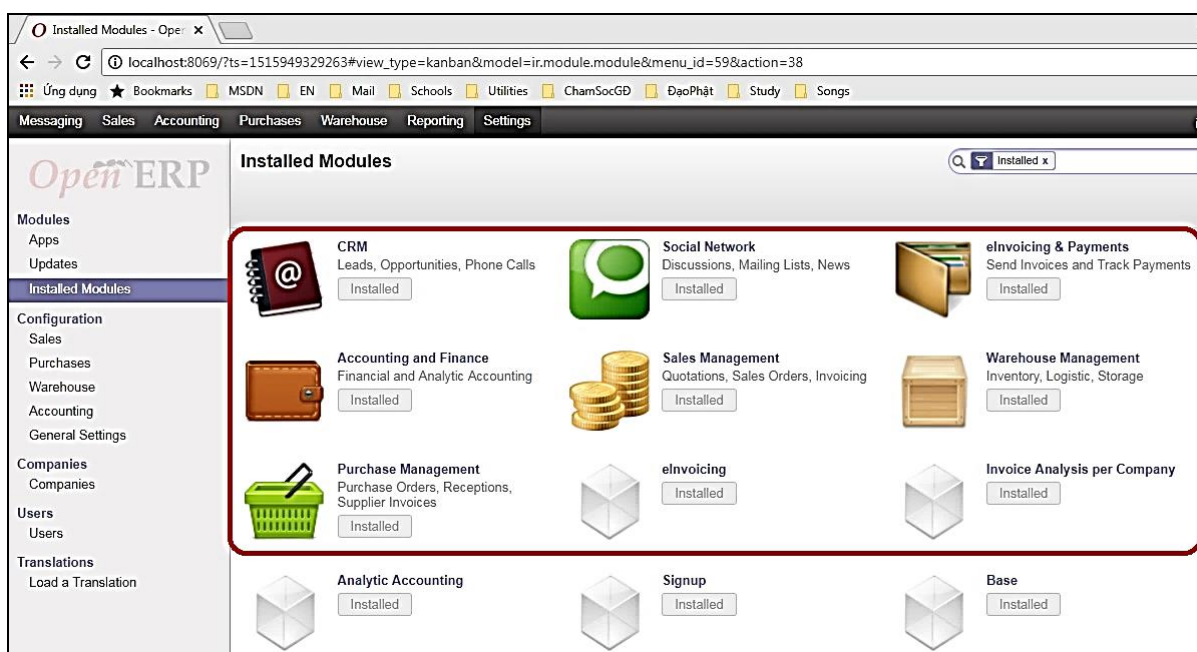 Installed Modules - Oper
localhost:8069/?ts=1515949329263#view_type=kanban&model=ir.module.module&menu_id=59&action=38
Ứng dụng Bookmarks MSDN EN Mail Schools Utilities ChamSocGĐ ĐạoPhật Study Songs
Messaging Sales Accounting Purchases Warehouse Reporting Settings
Open ERP
Installed Modules
Installed x
Modules
Apps
Updates
Installed Modules
Configuration
Sales
Purchases
Warehouse
Accounting
General Settings
Companies
Companies
Users
Users
Translations
Load a Translation
CRM
Leads, Opportunities, Phone Calls
Installed
Social Network
Discussions, Mailing Lists, News
Installed
eInvoicing & Payments
Send Invoices and Track Payments
Installed
Accounting and Finance
Financial and Analytic Accounting
Installed
Sales Management
Quotations, Sales Orders, Invoicing
Installed
Warehouse Management
Inventory, Logistic, Storage
Installed
Purchase Management
Purchase Orders, Receptions,
Supplier Invoices
Installed
eInvoicing
Installed
Invoice Analysis per Company
Installed
Analytic Accounting
Installed
Signup
Installed
Base
Installed